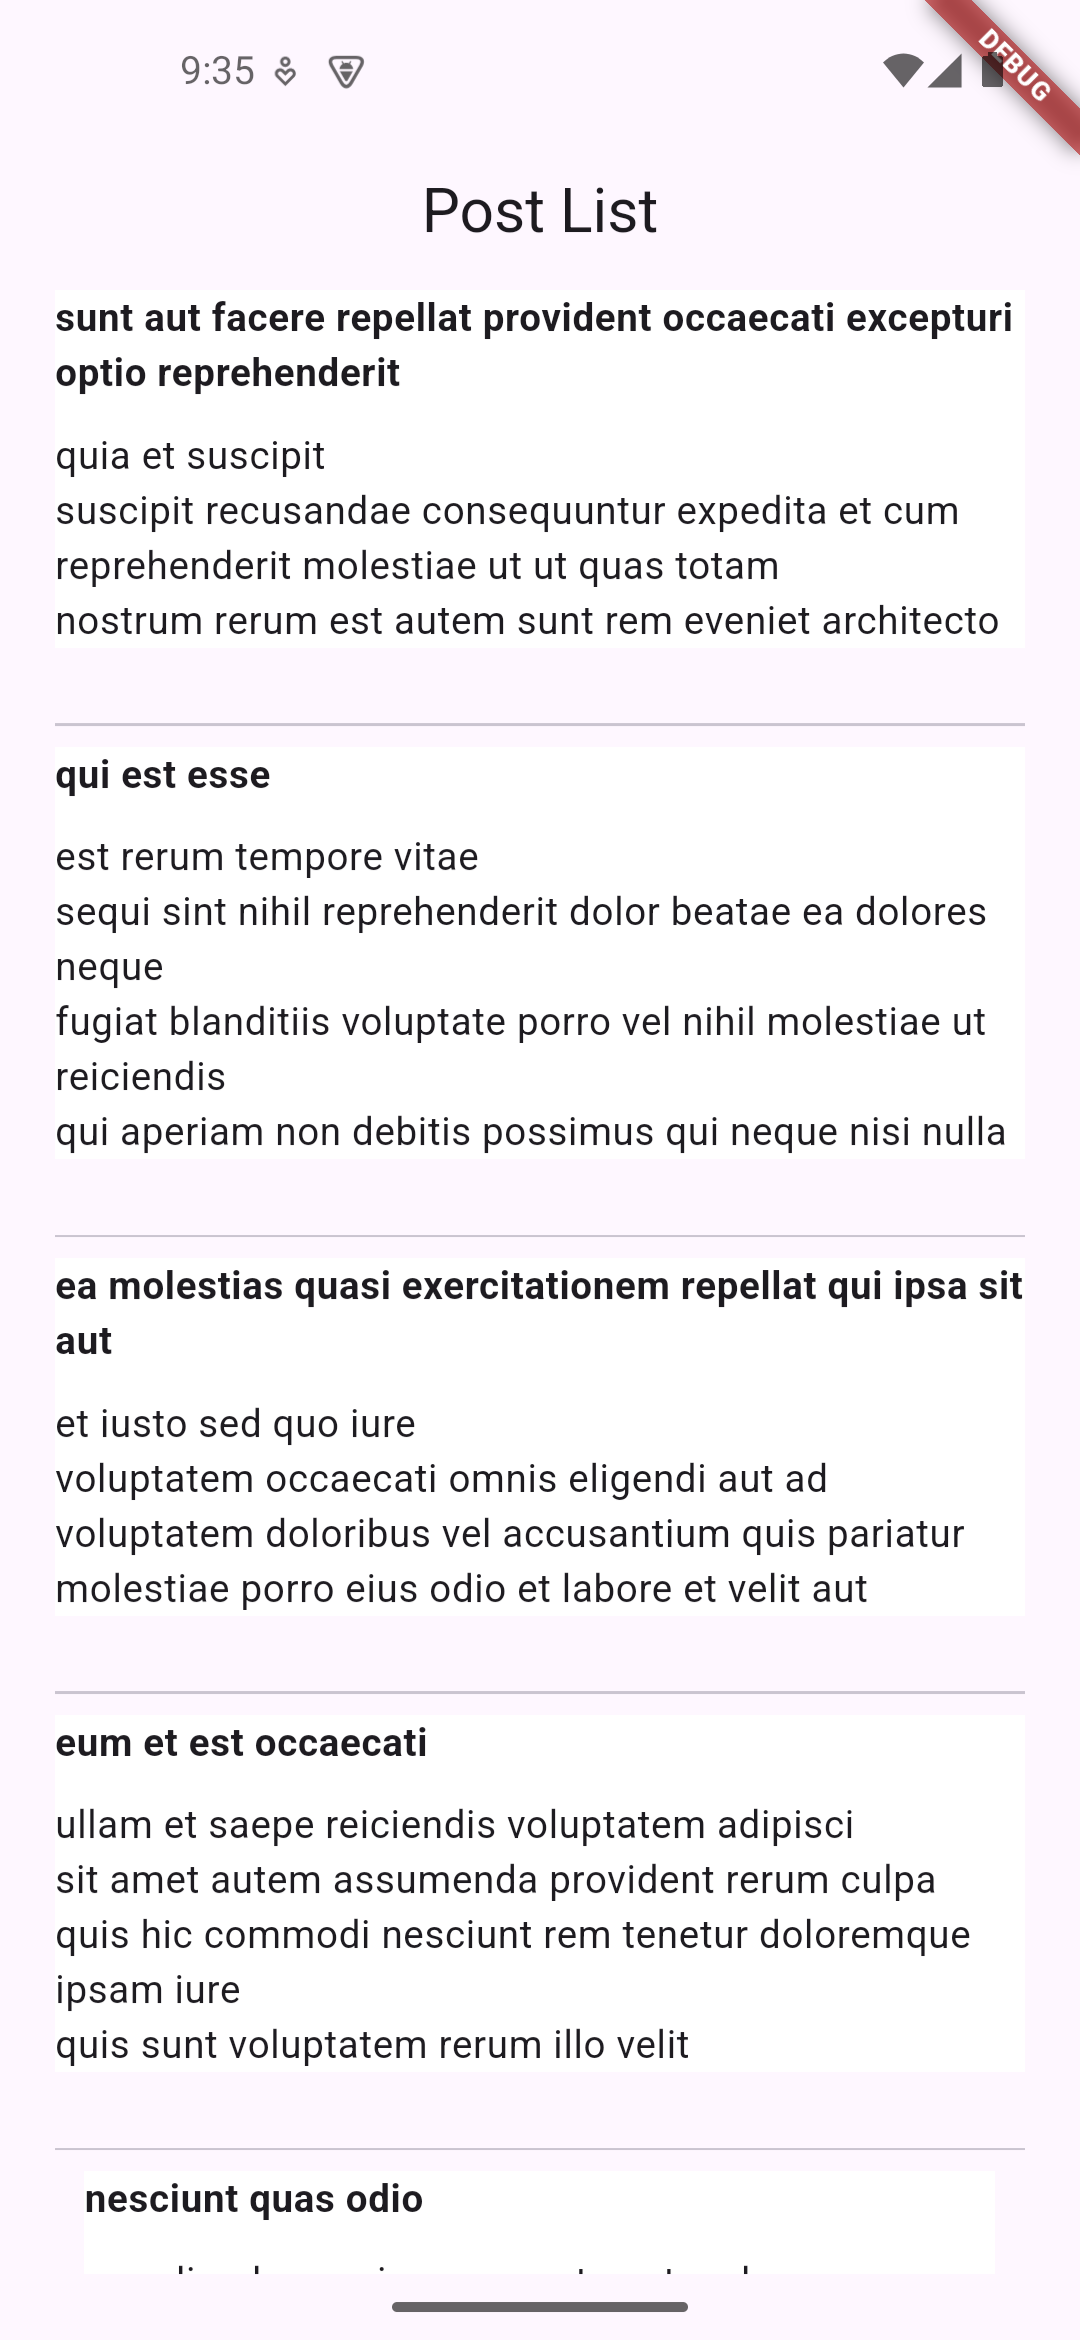 9:35
DEBUG
Post List
sunt aut facere repellat provident occaecati excepturi
optio reprehenderit
quia et suscipit
suscipit recusandae consequuntur expedita et cum
reprehenderit molestiae ut ut quas totam
nostrum rerum est autem sunt rem eveniet architecto
qui est esse
est rerum tempore vitae
sequi sint nihil reprehenderit dolor beatae ea dolores
neque
fugiat blanditiis voluptate porro vel nihil molestiae ut
reiciendis
qui aperiam non debitis possimus qui neque nisi nulla
ea molestias quasi exercitationem repellat qui ipsa sit
aut
et iusto sed quo iure
voluptatem occaecati omnis eligendi aut ad
voluptatem doloribus vel accusantium quis pariatur
molestiae porro eius odio et labore et velit aut
eum et est occaecati
ullam et saepe reiciendis voluptatem adipisci
sit amet autem assumenda provident rerum culpa
quis hic commodi nesciunt rem tenetur doloremque
ipsam iure
quis sunt voluptatem rerum illo velit
nesciunt quas odio